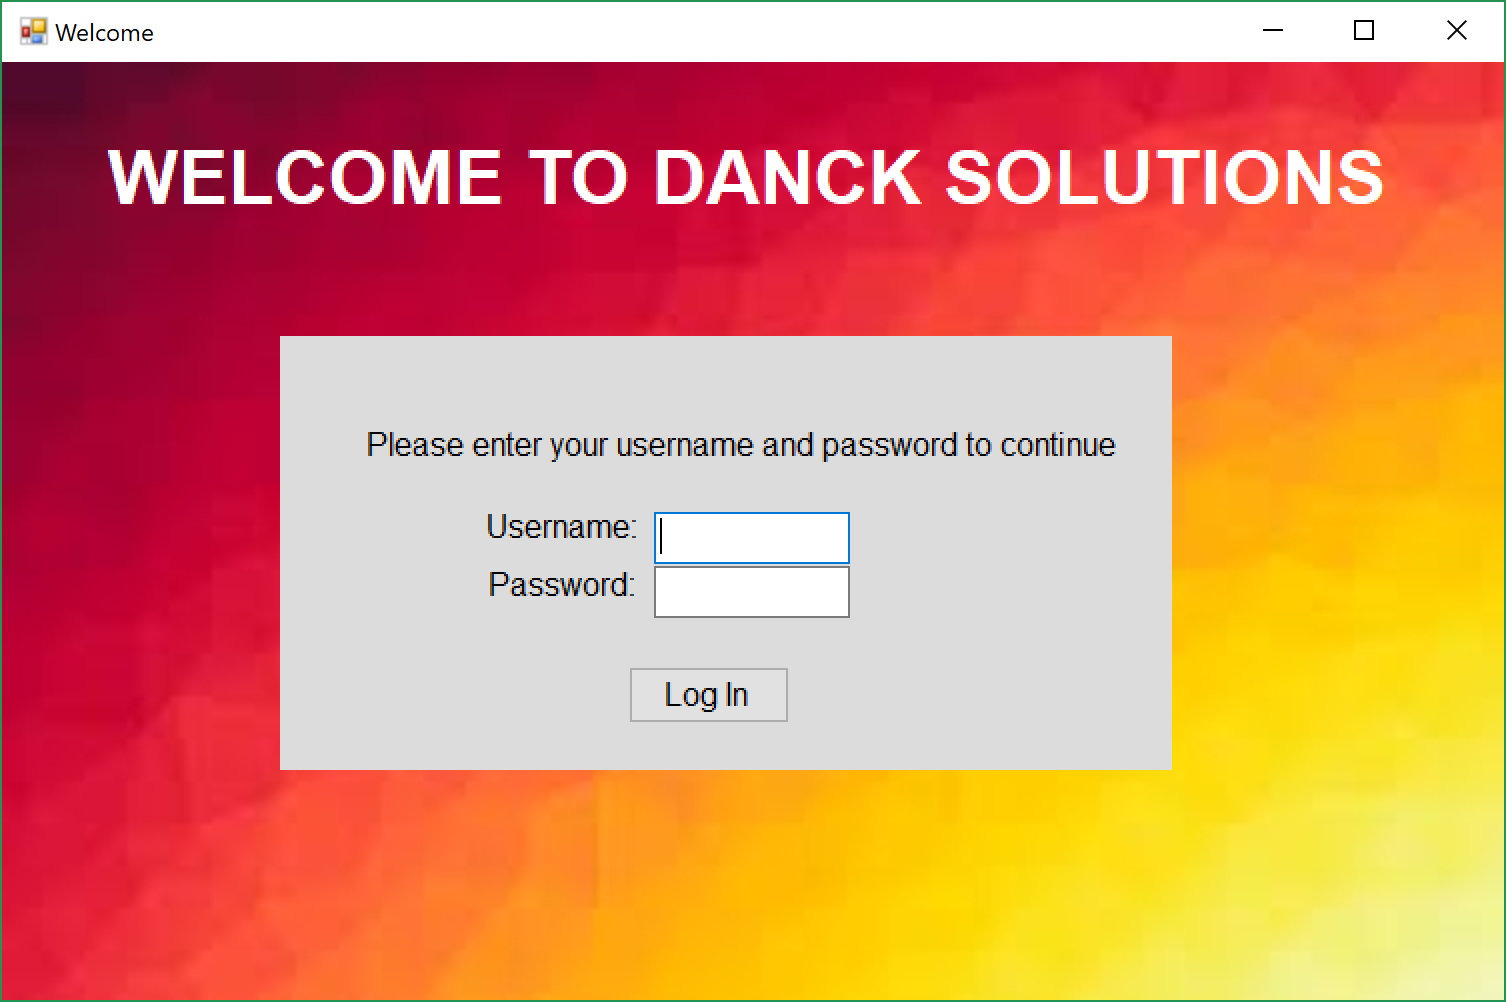 Welcome
WELCOME TO DANCK SOLUTIONS
Please enter your username and password to continue
Username:
Password:
Log In